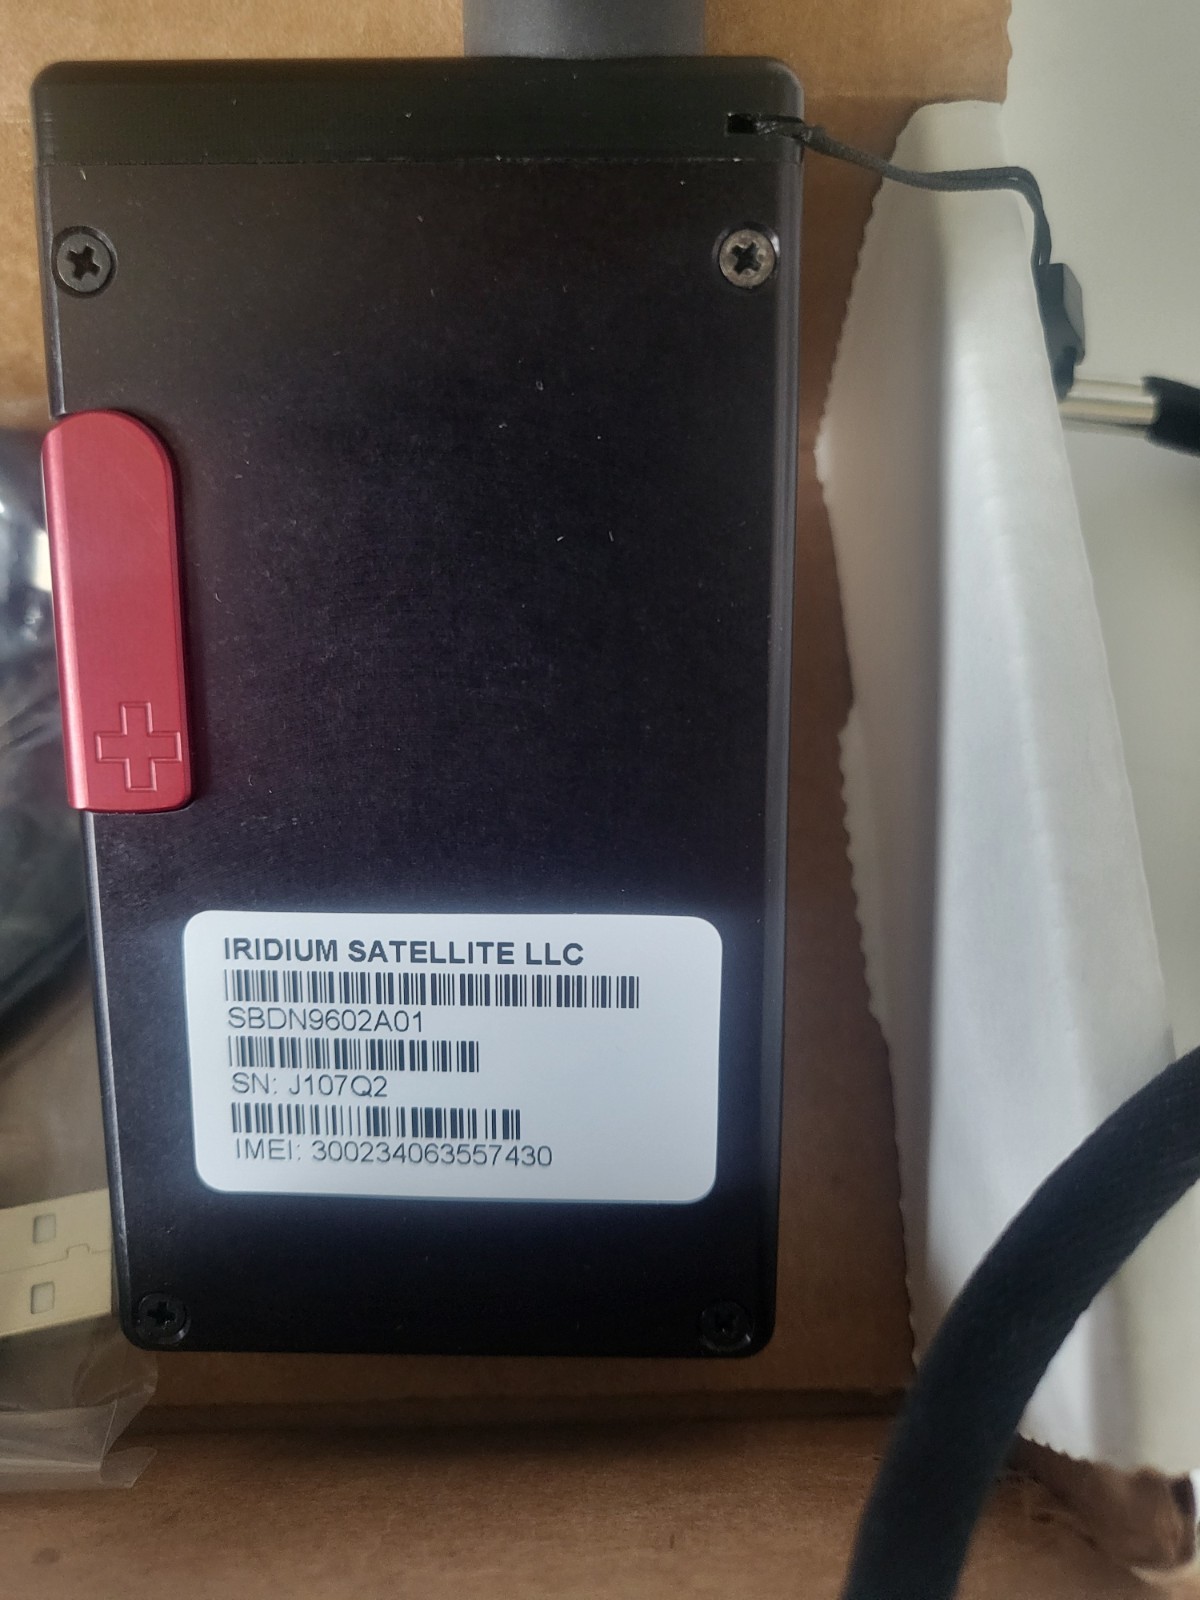 IRIDIUM SATELLITE LLC
SBDN9602A01
SN: J107Q2
IMEI: 300234063557430